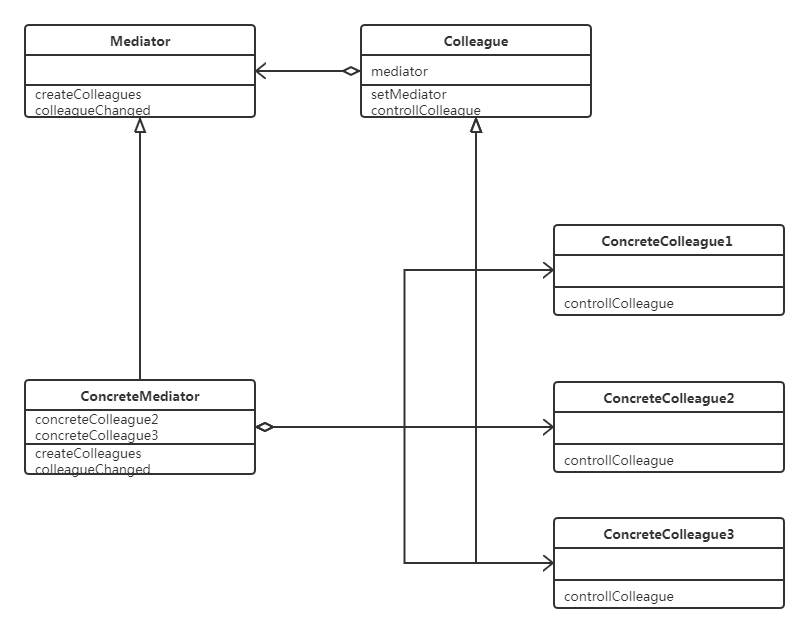 Mediator
createColleagues
colleagueChanged
Colleague
mediator
setMediator
controllColleague
ConcreteColleague1
controllColleague
ConcreteMediator
concreteColleague2
concreteColleague3
createColleagues
colleagueChanged
ConcreteColleague2
controllColleague
ConcreteColleague3
controllColleague